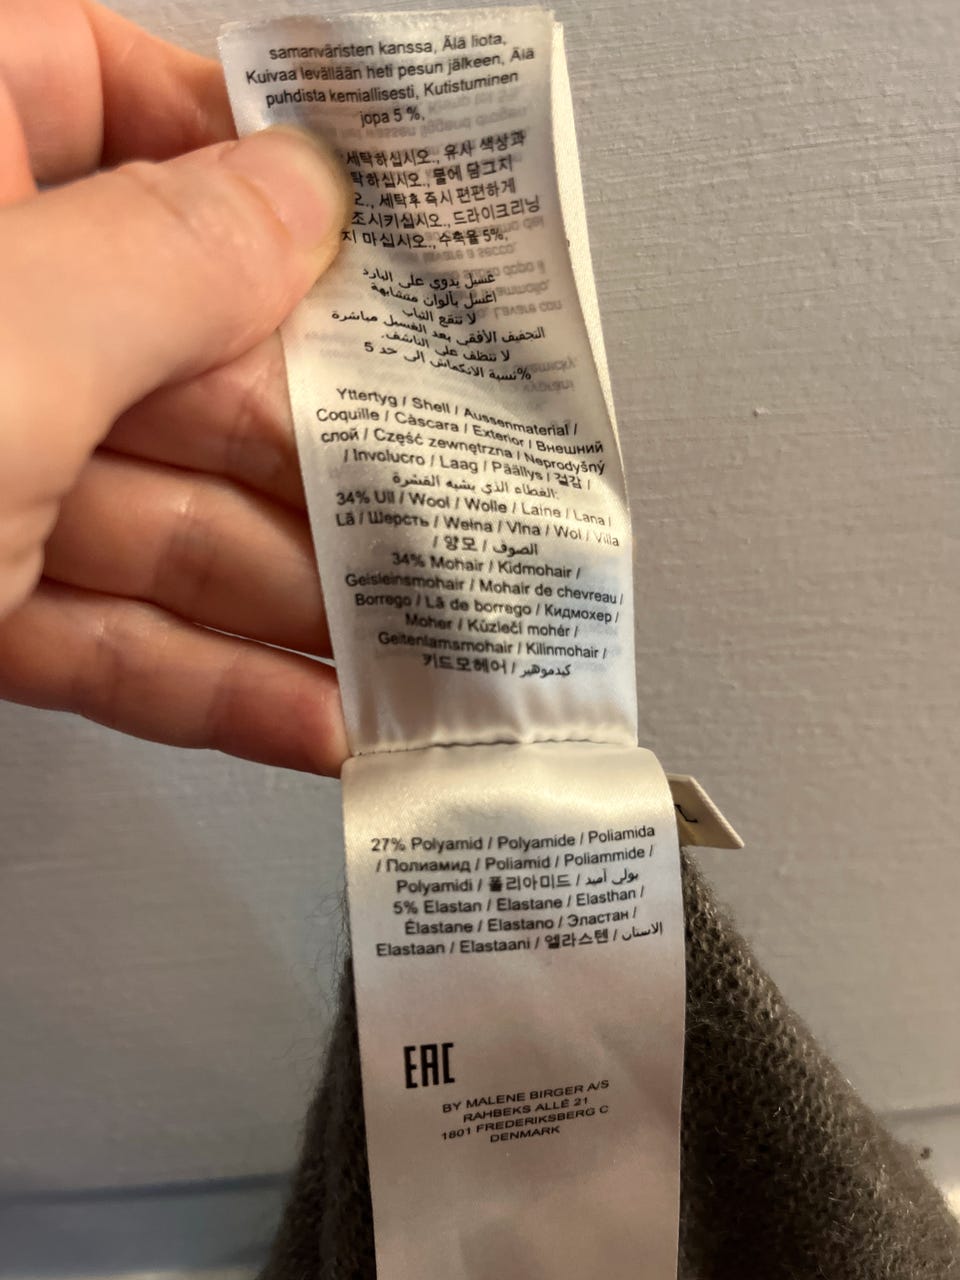 samanväristen kanssa, Älä liota,
Kuivaa levällään heti pesun jälkeen, Älä
puhdista kemiallisesti, Kutistuminen
jopa 5 %,
세탁하십시오., 유사 색상과
탁하십시오., 물에 담그지
오., 세탁후 즉시 편편하게
조시키십시오., 드라이크리닝
지 마십시오., 수축율 5%,
غسيل يدوي على البارد
اغسل بألوان متشابهة
لا تنقع الثياب
التجفيف الأفقي بعد الغسيل مباشرة
لا تنظف على الناشف.
%نسبة الانكماش الى حد 5
Yttertyg / Shell / Aussenmaterial /
Coquille / Cáscara / Exterior / Внешний
слой / Część zewnętrzna / Neprodyšný
/ Involucro / Laag / Päällys / 겉감 /
الغطاء الذي يشبه القشرة:
34% Ull / Wool / Wolle / Laine / Lana /
Lã / Шерсть / Wełna / Vlna / Wol / Villa
/ 양모 / الصوف
34% Mohair / Kidmohair /
Geisleinsmohair / Mohair de chevreau /
Borrego / Lã de borrego / Кидмохер /
Moher / Kůzlečí mohér /
Geitenlamsmohair / Kilinmohair /
키드모헤어 / كيدموهير
27% Polyamid / Polyamide / Poliamida
/ Полиамид / Poliamid / Poliammide /
Polyamidi / 폴리아미드 / بولي أميد
5% Elastan / Elastane / Elasthan /
Élastane / Elastano / Эластан /
Elastaan / Elastaani / 엘라스텐 / الاستان
EAC
BY MALENE BIRGER A/S
RAHBEKS ALLÉ 21
1801 FREDERIKSBERG C
DENMARK